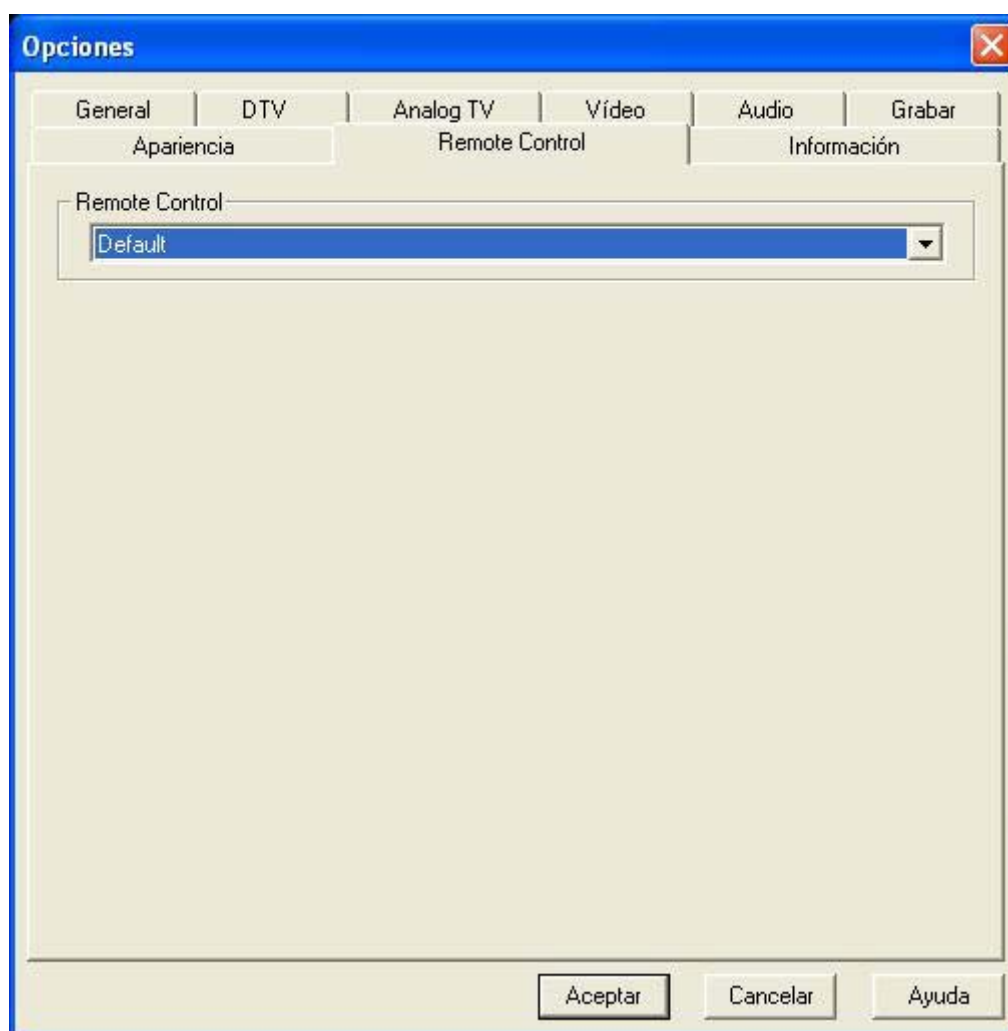 Opciones
General DTV Analog TV Vídeo Audio Grabar
Apariencia Remote Control Información
Remote Control
Default
Aceptar Cancelar Ayuda